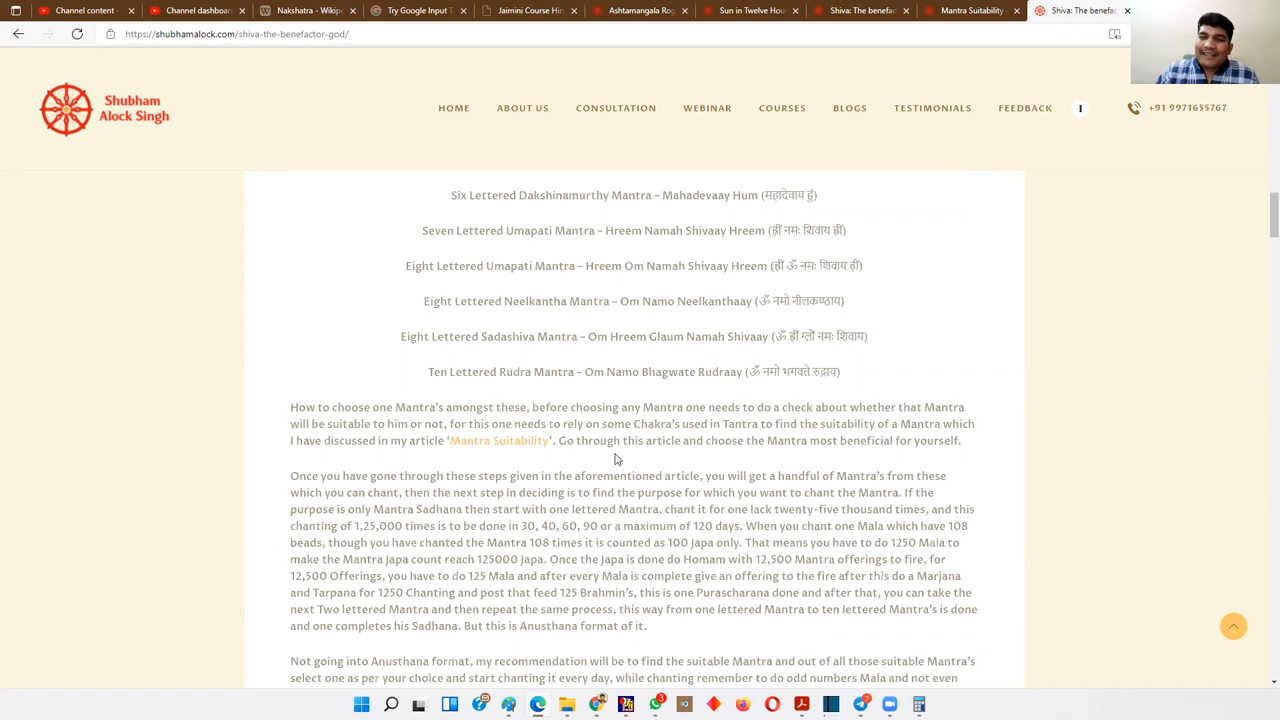 Content -
Channel dashboard
Nakshatra - Wikipe
Try Google Input T
Jaimini Course Hin
Ashtamangala Rog
Sun in Twelve Hou
Shiva: The benefac
Mantra Suitability
Shiva: The benefac
https://shubhamalock.com/shiva-the-benefactor-god/
Shubham
Alock Singh
HOME ABOUT US CONSULTATION WEBINAR COURSES BLOGS TESTIMONIALS FEEDBACK +91 9971655767
Six Lettered Dakshinamurthy Mantra – Mahadevaay Hum (महादेवाय हुं)
Seven Lettered Umapati Mantra – Hreem Namah Shivaay Hreem (ह्रीं नमः शिवाय ह्रीं)
Eight Lettered Umapati Mantra – Hreem Om Namah Shivaay Hreem (ह्रीं ॐ नमः शिवाय ह्रीं)
Eight Lettered Neelkantha Mantra – Om Namo Neelkanthaay (ॐ नमो नीलकण्ठाय)
Eight Lettered Sadashiva Mantra – Om Hreem Glaum Namah Shivaay (ॐ ह्रीं ग्लौं नमः शिवाय)
Ten Lettered Rudra Mantra – Om Namo Bhagwate Rudraay (ॐ नमो भगवते रुद्राय)
How to choose one Mantra's amongst these, before choosing any Mantra one needs to do a check about whether that Mantra
will be suitable to him or not, for this one needs to rely on some Chakra's used in Tantra to find the suitability of a Mantra which
I have discussed in my article 'Mantra Suitability'. Go through this article and choose the Mantra most beneficial for yourself.
Once you have gone through these steps given in the aforementioned article, you will get a handful of Mantra's from these
which you can chant, then the next step in deciding is to find the purpose for which you want to chant the Mantra. If the
purpose is only Mantra Sadhana then start with one lettered Mantra, chant it for one lack twenty-five thousand times, and this
chanting of 1,25,000 times is to be done in 30, 40, 60, 90 or a maximum of 120 days. When you chant one Mala which have 108
beads, though you have chanted the Mantra 108 times it is counted as 100 Japa only. That means you have to do 1250 Mala to
make the Mantra Japa count reach 125000 Japa. Once the Japa is done do Homam with 12,500 Mantra offerings to fire, for
12,500 Offerings, you have to do 125 Mala and after every Mala is complete give an offering to the fire after this do a Marjana
and Tarpana for 1250 Chanting and post that feed 125 Brahmin's, this is one Purascharana done and after that, you can take the
next Two lettered Mantra and then repeat the same process, this way from one lettered Mantra to ten lettered Mantra's is done
and one completes his Sadhana. But this is Anusthana format of it.
Not going into Anusthana format, my recommendation will be to find the suitable Mantra and out of all those suitable Mantra's
select one as per your choice and start chanting it every day, while chanting remember to do odd numbers Mala and not even